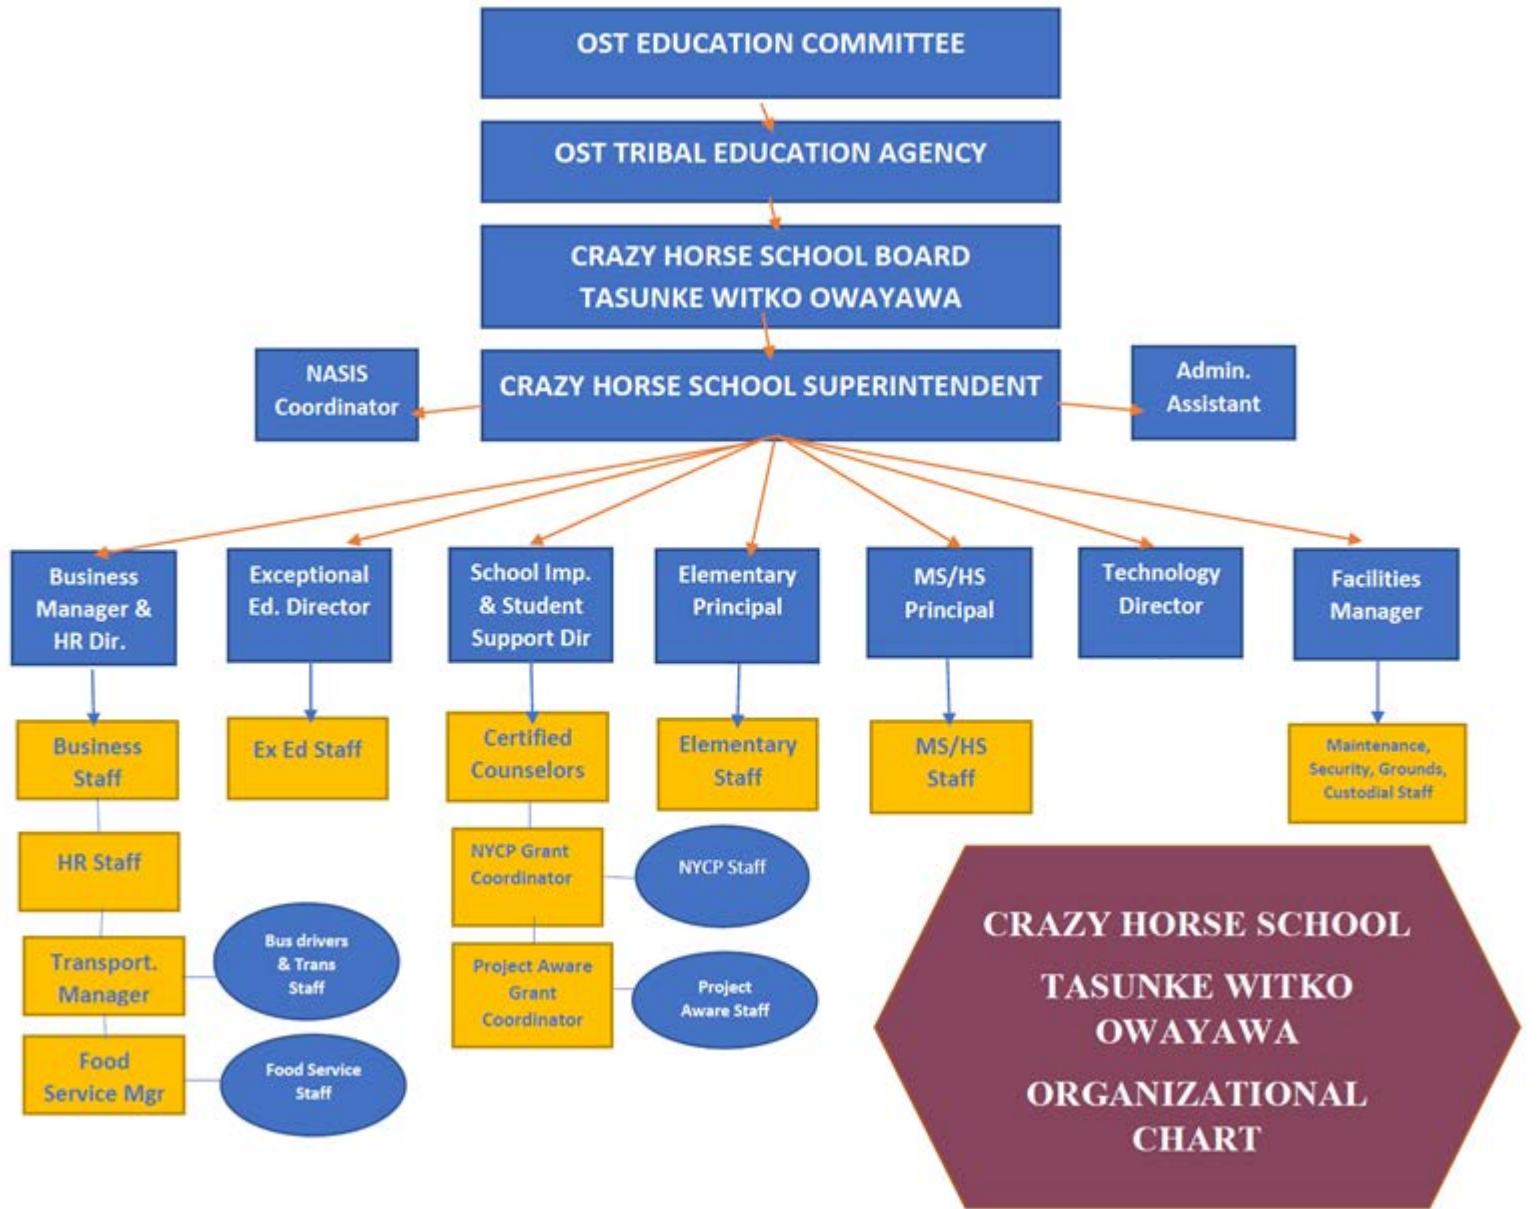 OST EDUCATION COMMITTEE
OST TRIBAL EDUCATION AGENCY
CRAZY HORSE SCHOOL BOARD
TASUNKE WITKO OWAYAWA
NASIS
Coordinator
CRAZY HORSE SCHOOL SUPERINTENDENT
Admin.
Assistant
Business
Manager &
HR Dir.
Exceptional
Ed. Director
School Imp.
& Student
Support Dir
Elementary
Principal
MS/HS
Principal
Technology
Director
Facilities
Manager
Business
Staff
Ex Ed Staff
Certified
Counselors
Elementary
Staff
MS/HS
Staff
Maintenance,
Security, Grounds,
Custodial Staff
HR Staff
NYCP Grant
Coordinator
NYCP Staff
Transport.
Manager
Bus drivers
& Trans
Staff
Project Aware
Grant
Coordinator
Project
Aware Staff
Food
Service Mgr
Food Service
Staff
CRAZY HORSE SCHOOL
TASUNKE WITKO
OWAYAWA
ORGANIZATIONAL
CHART